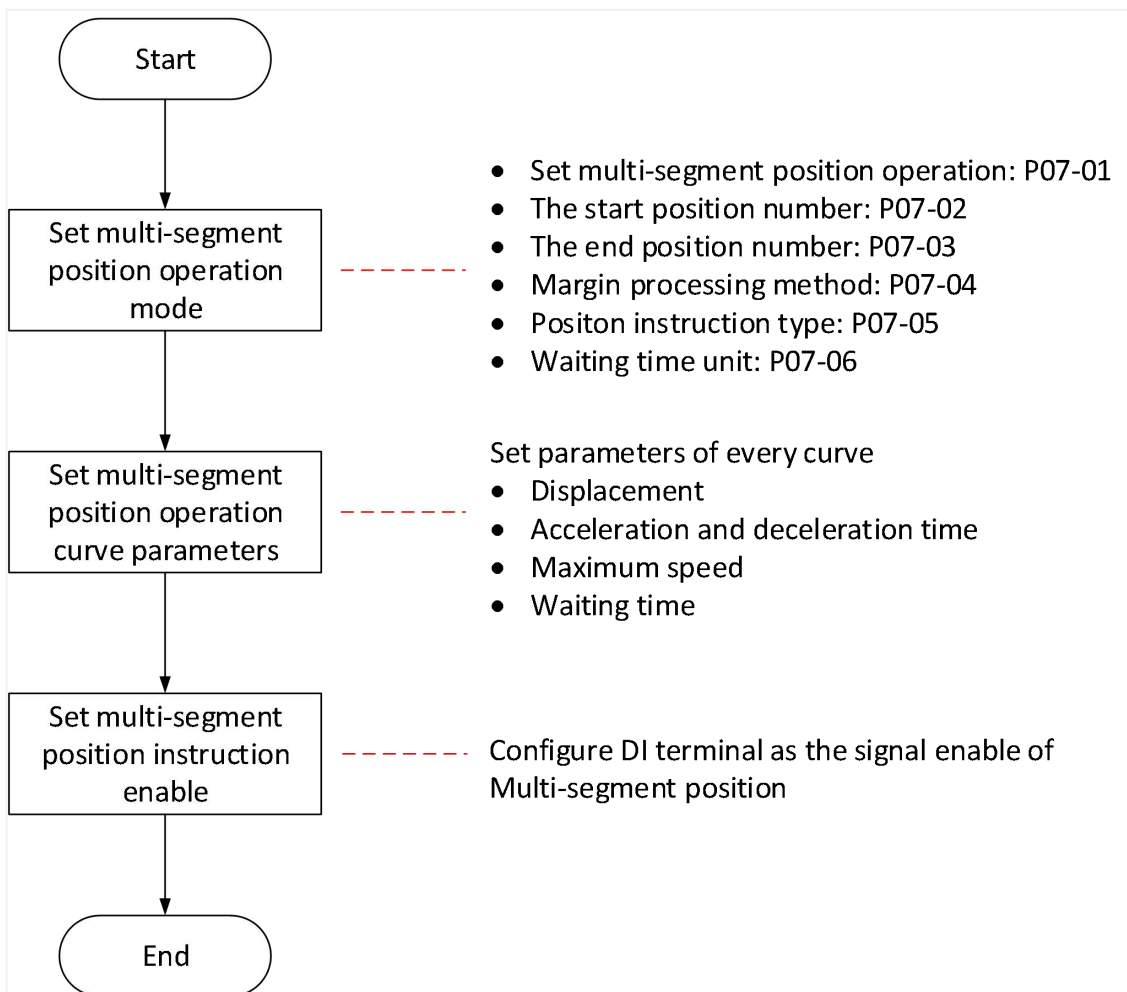 Start
Set multi-segment
position operation
mode
● Set multi-segment position operation: P07-01
● The start position number: P07-02
● The end position number: P07-03
● Margin processing method: P07-04
● Positon instruction type: P07-05
● Waiting time unit: P07-06
Set multi-segment
position operation
curve parameters
Set parameters of every curve
● Displacement
● Acceleration and deceleration time
● Maximum speed
● Waiting time
Set multi-segment
position instruction
enable
Configure DI terminal as the signal enable of
Multi-segment position
End